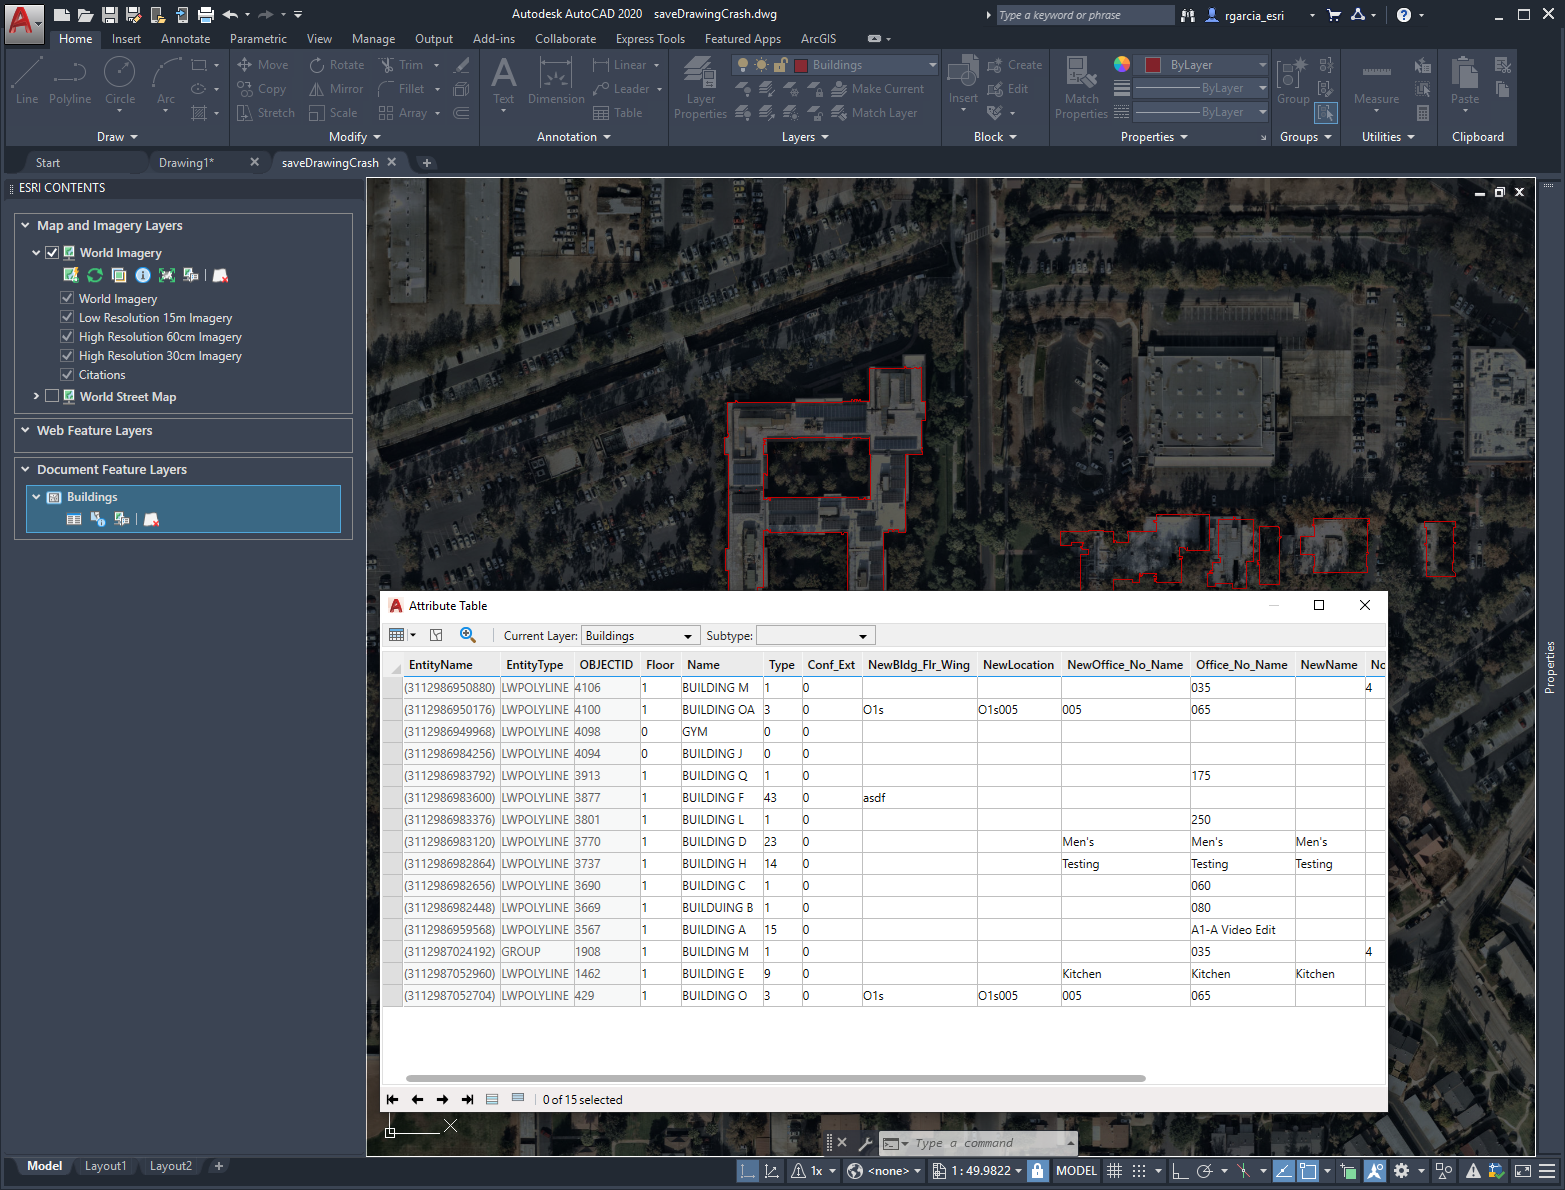 Autodesk AutoCAD 2020 saveDrawingCrash.dwg
Type a keyword or phrase
rgarcia_esri
Home Insert Annotate Parametric View Manage Output Add-ins Collaborate Express Tools Featured Apps ArcGIS
Line Polyline Circle Arc
Move Rotate Trim
Copy Mirror Fillet
Stretch Scale Array
Text Dimension
Linear
Leader
Table
Layer Properties
Buildings
Make Current
Match Layer
Insert
Create
Edit
Match Properties
ByLayer
ByLayer
ByLayer
Group
Measure
Paste
Draw Modify Annotation Layers Block Properties Groups Utilities Clipboard
Start Drawing1* saveDrawingCrash
ESRI CONTENTS
Map and Imagery Layers
World Imagery
World Imagery
Low Resolution 15m Imagery
High Resolution 60cm Imagery
High Resolution 30cm Imagery
Citations
World Street Map
Web Feature Layers
Document Feature Layers
Buildings
Properties
Attribute Table
Current Layer: Buildings Subtype:
EntityName EntityType OBJECTID Floor Name Type Conf_Ext NewBldg_Flr_Wing NewLocation NewOffice_No_Name Office_No_Name NewName Nc
(3112986950880) LWPOLYLINE 4106 1 BUILDING M 1 0 035 4
(3112986950176) LWPOLYLINE 4100 1 BUILDING OA 3 0 O1s O1s005 005 065
(3112986949968) LWPOLYLINE 4098 0 GYM 0 0
(3112986984256) LWPOLYLINE 4094 0 BUILDING J 0 0
(3112986983792) LWPOLYLINE 3913 1 BUILDING Q 1 0 175
(3112986983600) LWPOLYLINE 3877 1 BUILDING F 43 0 asdf
(3112986983376) LWPOLYLINE 3801 1 BUILDING L 1 0 250
(3112986983120) LWPOLYLINE 3770 1 BUILDING D 23 0 Men's Men's Men's
(3112986982864) LWPOLYLINE 3737 1 BUILDING H 14 0 Testing Testing Testing
(3112986982656) LWPOLYLINE 3690 1 BUILDING C 1 0 060
(3112986982448) LWPOLYLINE 3669 1 BUILDUING B 1 0 080
(3112986959568) LWPOLYLINE 3567 1 BUILDING A 15 0 A1-A Video Edit
(3112987024192) GROUP 1908 1 BUILDING M 1 0 035 4
(3112987052960) LWPOLYLINE 1462 1 BUILDING E 9 0 Kitchen Kitchen Kitchen
(3112987052704) LWPOLYLINE 429 1 BUILDING O 3 0 O1s O1s005 005 065
0 of 15 selected
Type a command
Model Layout1 Layout2
1x <none> 1 : 49.9822 MODEL